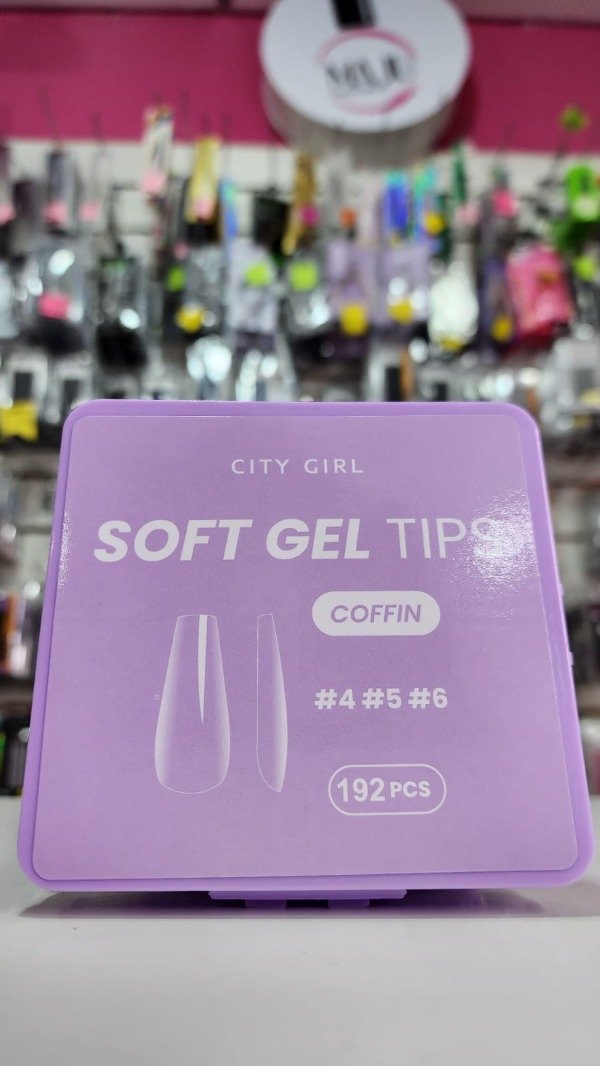 CITY GIRL
SOFT GEL TIPS
COFFIN
#4 #5 #6
192 PCS